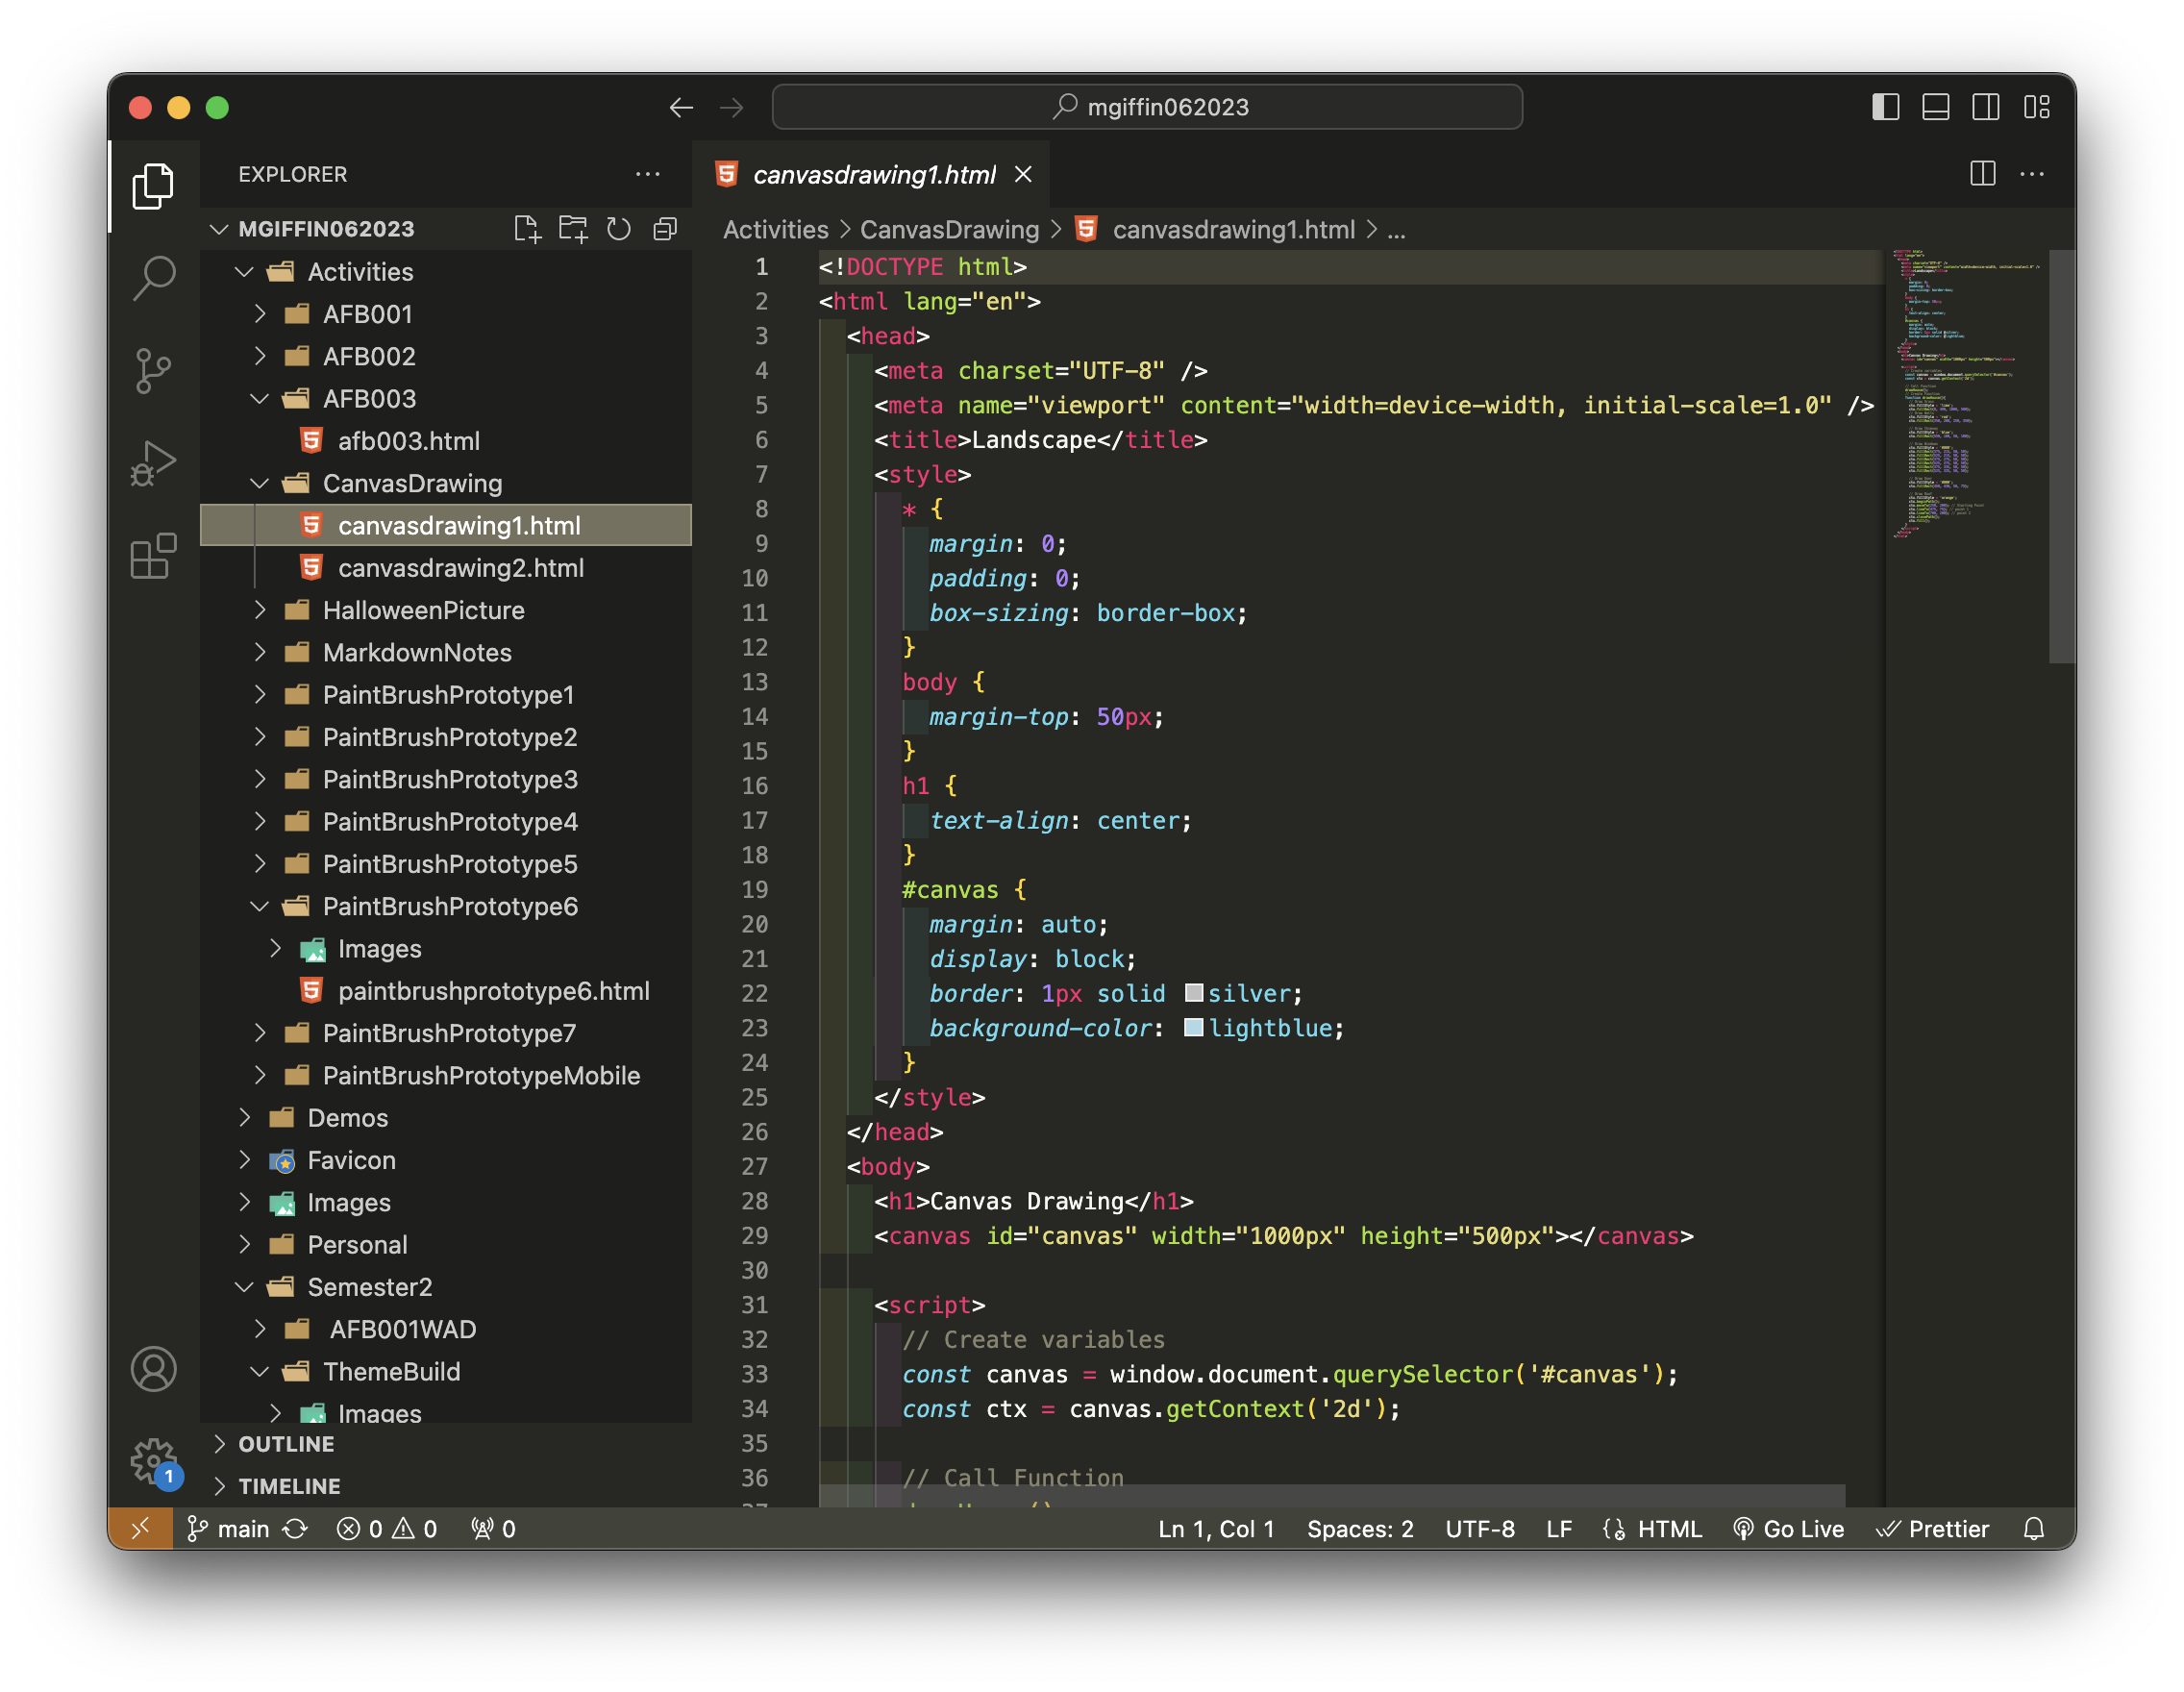 mgiffin062023
EXPLORER
MGIFFIN062023
Activities
AFB001
AFB002
AFB003
afb003.html
CanvasDrawing
canvasdrawing1.html
canvasdrawing2.html
HalloweenPicture
MarkdownNotes
PaintBrushPrototype1
PaintBrushPrototype2
PaintBrushPrototype3
PaintBrushPrototype4
PaintBrushPrototype5
PaintBrushPrototype6
Images
paintbrushprototype6.html
PaintBrushPrototype7
PaintBrushPrototypeMobile
Demos
Favicon
Images
Personal
Semester2
AFB001WAD
ThemeBuild
Images
OUTLINE
TIMELINE
1
canvasdrawing1.html
Activities > CanvasDrawing > canvasdrawing1.html > ...
1 <!DOCTYPE html>
2 <html lang="en">
3 <head>
4 <meta charset="UTF-8" />
5 <meta name="viewport" content="width=device-width, initial-scale=1.0" />
6 <title>Landscape</title>
7 <style>
8 * {
9 margin: 0;
10 padding: 0;
11 box-sizing: border-box;
12 }
13 body {
14 margin-top: 50px;
15 }
16 h1 {
17 text-align: center;
18 }
19 #canvas {
20 margin: auto;
21 display: block;
22 border: 1px solid silver;
23 background-color: lightblue;
24 }
25 </style>
26 </head>
27 <body>
28 <h1>Canvas Drawing</h1>
29 <canvas id="canvas" width="1000px" height="500px"></canvas>
30
31 <script>
32 // Create variables
33 const canvas = window.document.querySelector('#canvas');
34 const ctx = canvas.getContext('2d');
35
36 // Call Function
main 0 0 0
Ln 1, Col 1 Spaces: 2 UTF-8 LF HTML Go Live Prettier